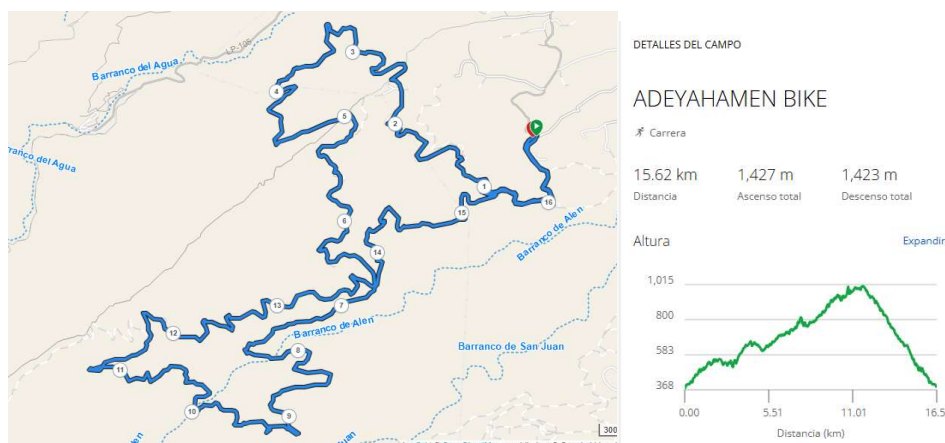 LP-105
Barranco del Agua
Barranco del Agua
3
4
5
2
1
16
15
6
14
Barranco de Alen
13
7
12
Barranco de Alen
8
Barranco de San Juan
11
10
9
300
DETALLES DEL CAMPO
ADEYAHAMEN BIKE
Carrera
15.62 km
1,427 m
1,423 m
Distancia
Ascenso total
Descenso total
Altura
Expandir
1,015
800
583
368
0.00
5.51
11.01
16.5
Distancia (km)